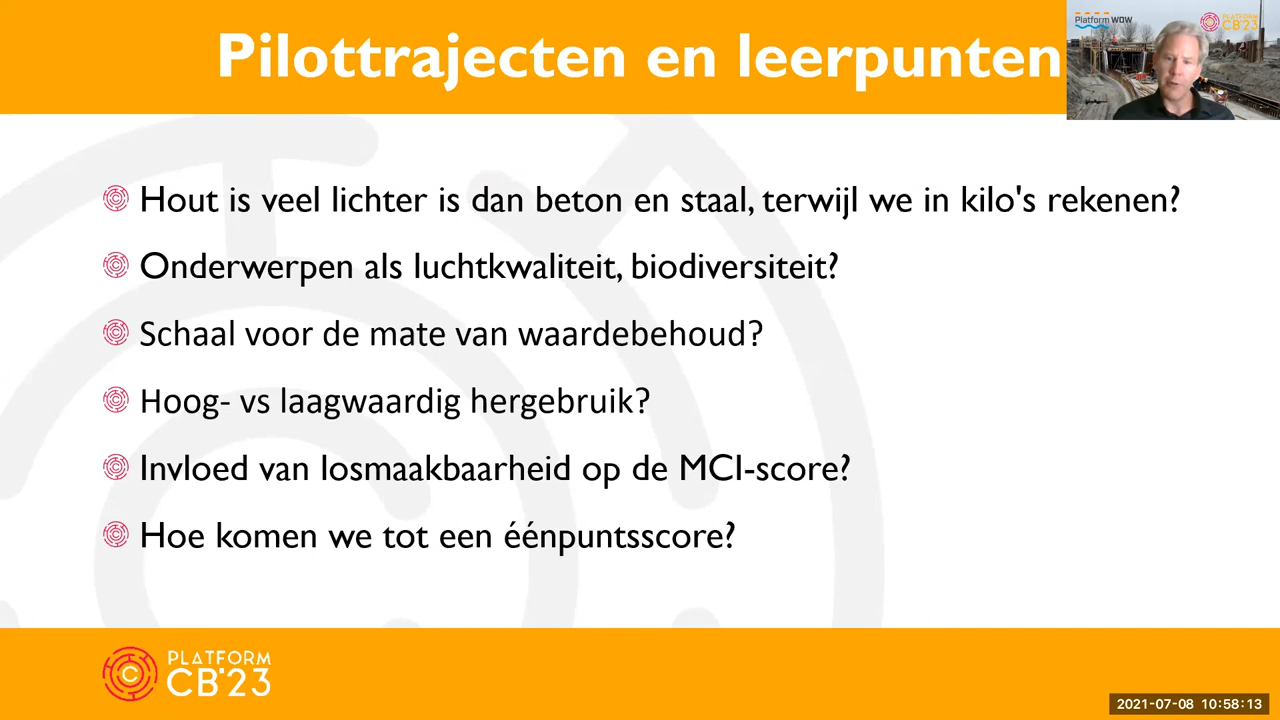 Pilottrajecten en leerpunten
Platform WOW
PLATFORM
CB'23
Hout is veel lichter is dan beton en staal, terwijl we in kilo's rekenen?
Onderwerpen als luchtkwaliteit, biodiversiteit?
Schaal voor de mate van waardebehoud?
Hoog- vs laagwaardig hergebruik?
Invloed van losmaakbaarheid op de MCI-score?
Hoe komen we tot een éénpuntsscore?
PLATFORM
CB'23
2021-07-08 10:58:13